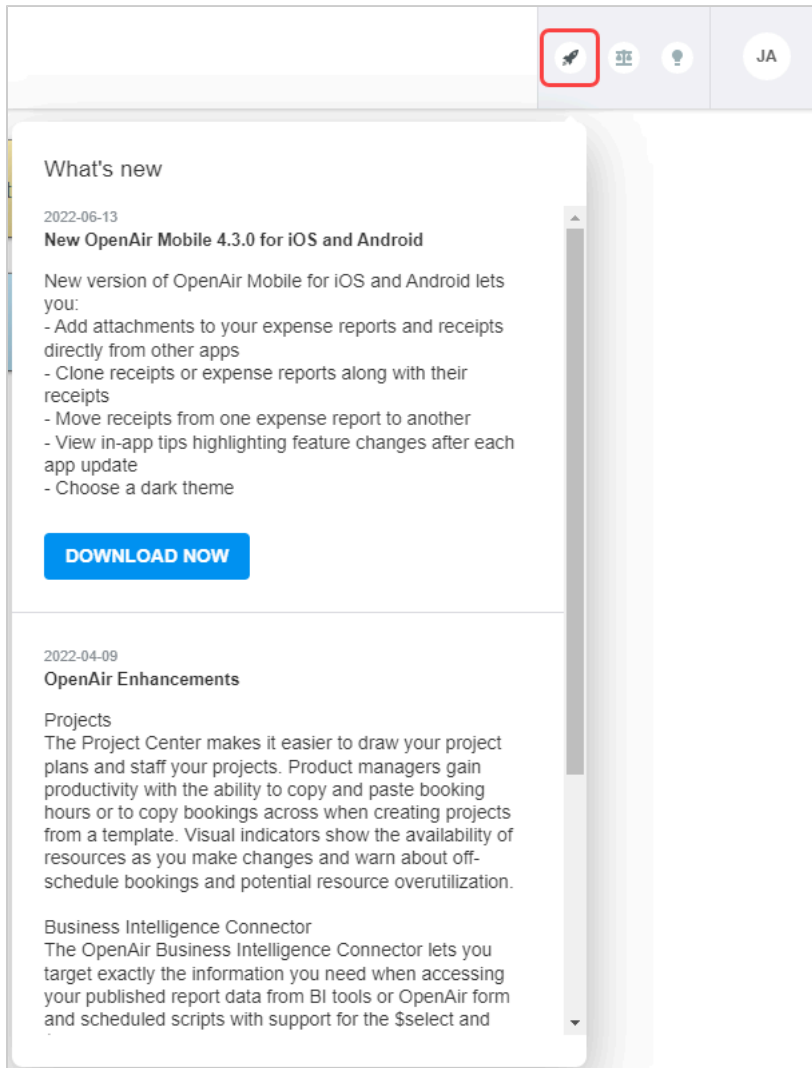 JA
What's new
2022-06-13
New OpenAir Mobile 4.3.0 for iOS and Android
New version of OpenAir Mobile for iOS and Android lets
you:
- Add attachments to your expense reports and receipts
directly from other apps
- Clone receipts or expense reports along with their
receipts
- Move receipts from one expense report to another
- View in-app tips highlighting feature changes after each
app update
- Choose a dark theme
DOWNLOAD NOW
2022-04-09
OpenAir Enhancements
Projects
The Project Center makes it easier to draw your project
plans and staff your projects. Product managers gain
productivity with the ability to copy and paste booking
hours or to copy bookings across when creating projects
from a template. Visual indicators show the availability of
resources as you make changes and warn about off-
schedule bookings and potential resource overutilization.
Business Intelligence Connector
The OpenAir Business Intelligence Connector lets you
target exactly the information you need when accessing
your published report data from BI tools or OpenAir form
and scheduled scripts with support for the $select and